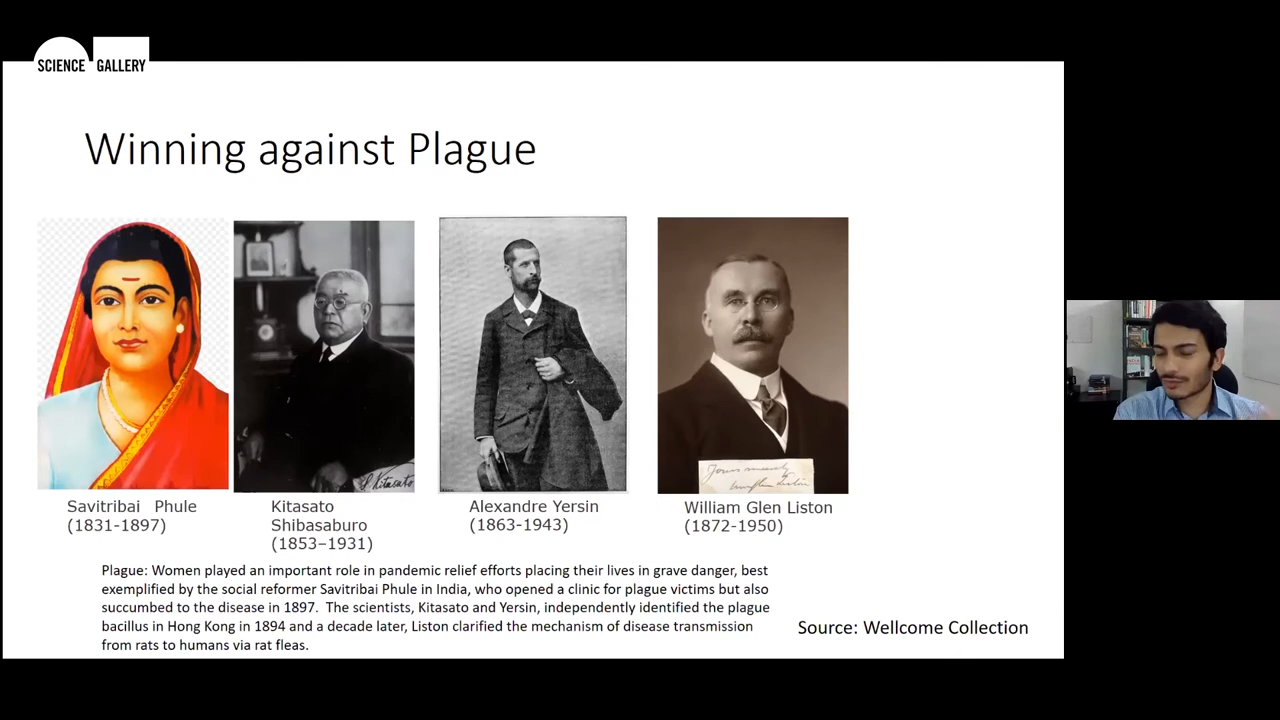 SCIENCE GALLERY
Winning against Plague
S. Kitasato
Yours sincerely
W Glen Liston
Savitribai Phule
(1831-1897)
Kitasato
Shibasaburo
(1853–1931)
Alexandre Yersin
(1863-1943)
William Glen Liston
(1872-1950)
Plague: Women played an important role in pandemic relief efforts placing their lives in grave danger, best
exemplified by the social reformer Savitribai Phule in India, who opened a clinic for plague victims but also
succumbed to the disease in 1897. The scientists, Kitasato and Yersin, independently identified the plague
bacillus in Hong Kong in 1894 and a decade later, Liston clarified the mechanism of disease transmission
from rats to humans via rat fleas.
Source: Wellcome Collection